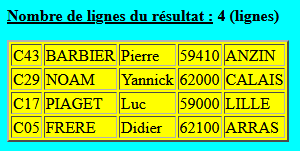 Nombre de lignes du résultat : 4 (lignes)
C43 BARBIER Pierre 59410 ANZIN
C29 NOAM Yannick 62000 CALAIS
C17 PIAGET Luc 59000 LILLE
C05 FRERE Didier 62100 ARRAS